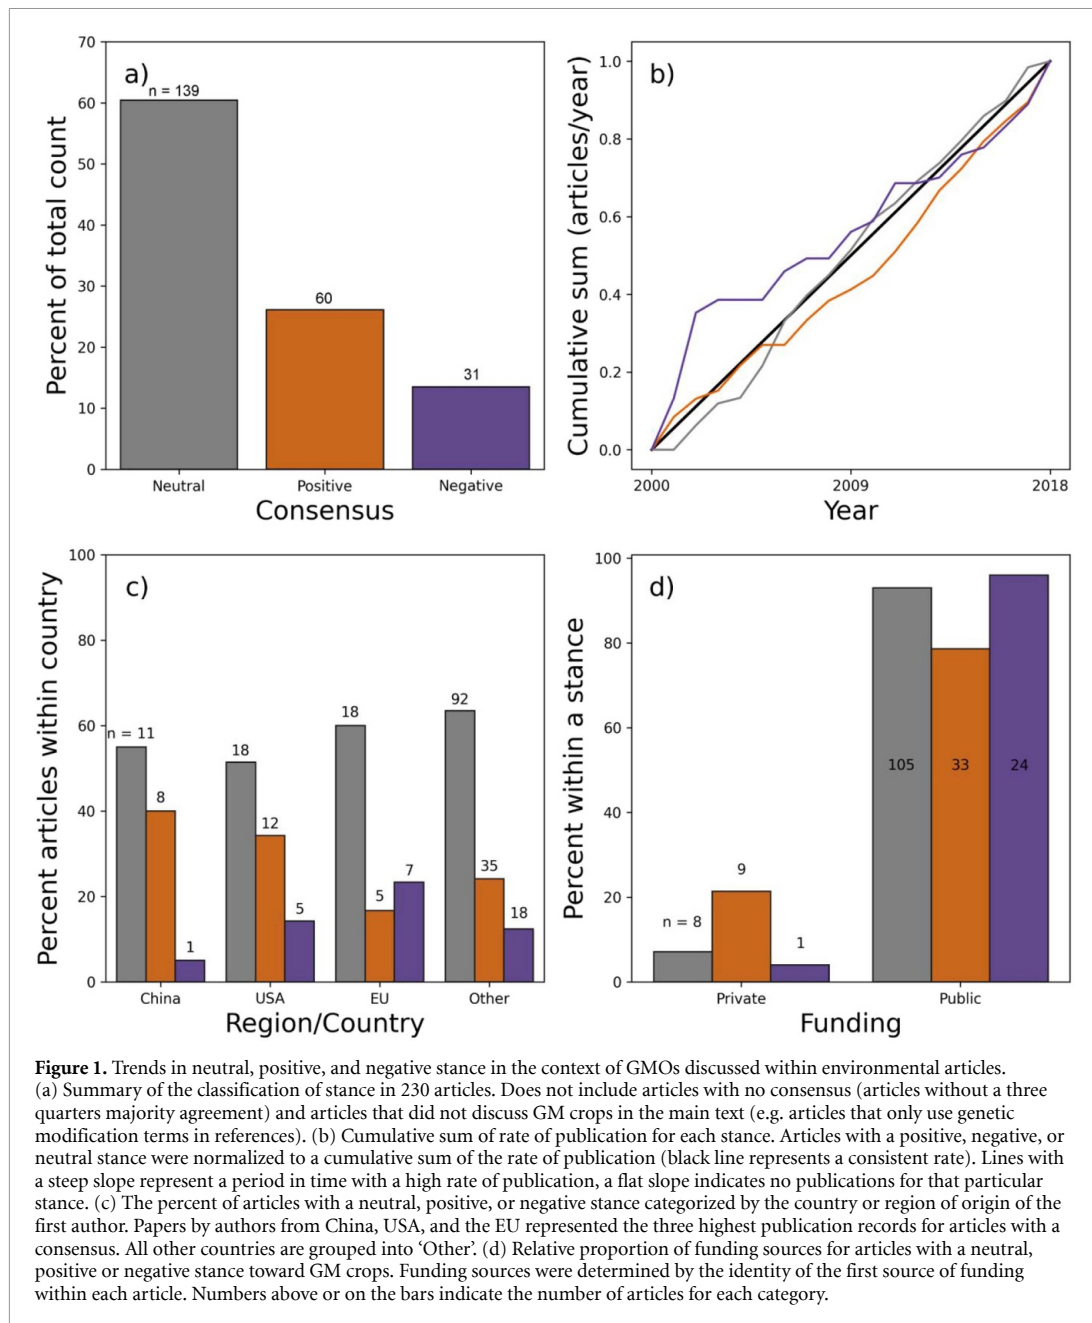 70
60
50
40
30
20
10
0
Percent of total count
a)
n = 139
60
31
Neutral
Positive
Negative
Consensus
1.0
0.8
0.6
0.4
0.2
0.0
Cumulative sum (articles/year)
b)
2000
2009
2018
Year
100
80
60
40
20
0
Percent articles within country
c)
n = 11
8
1
18
12
5
18
5
7
92
35
18
China
USA
EU
Other
Region/Country
100
80
60
40
20
0
Percent within a stance
d)
n = 8
9
1
105
33
24
Private
Public
Funding
Figure 1. Trends in neutral, positive, and negative stance in the context of GMOs discussed within environmental articles.
(a) Summary of the classification of stance in 230 articles. Does not include articles with no consensus (articles without a three
quarters majority agreement) and articles that did not discuss GM crops in the main text (e.g. articles that only use genetic
modification terms in references). (b) Cumulative sum of rate of publication for each stance. Articles with a positive, negative, or
neutral stance were normalized to a cumulative sum of the rate of publication (black line represents a consistent rate). Lines with
a steep slope represent a period in time with a high rate of publication, a flat slope indicates no publications for that particular
stance. (c) The percent of articles with a neutral, positive, or negative stance categorized by the country or region of origin of the
first author. Papers by authors from China, USA, and the EU represented the three highest publication records for articles with a
consensus. All other countries are grouped into ‘Other’. (d) Relative proportion of funding sources for articles with a neutral,
positive or negative stance toward GM crops. Funding sources were determined by the identity of the first source of funding
within each article. Numbers above or on the bars indicate the number of articles for each category.